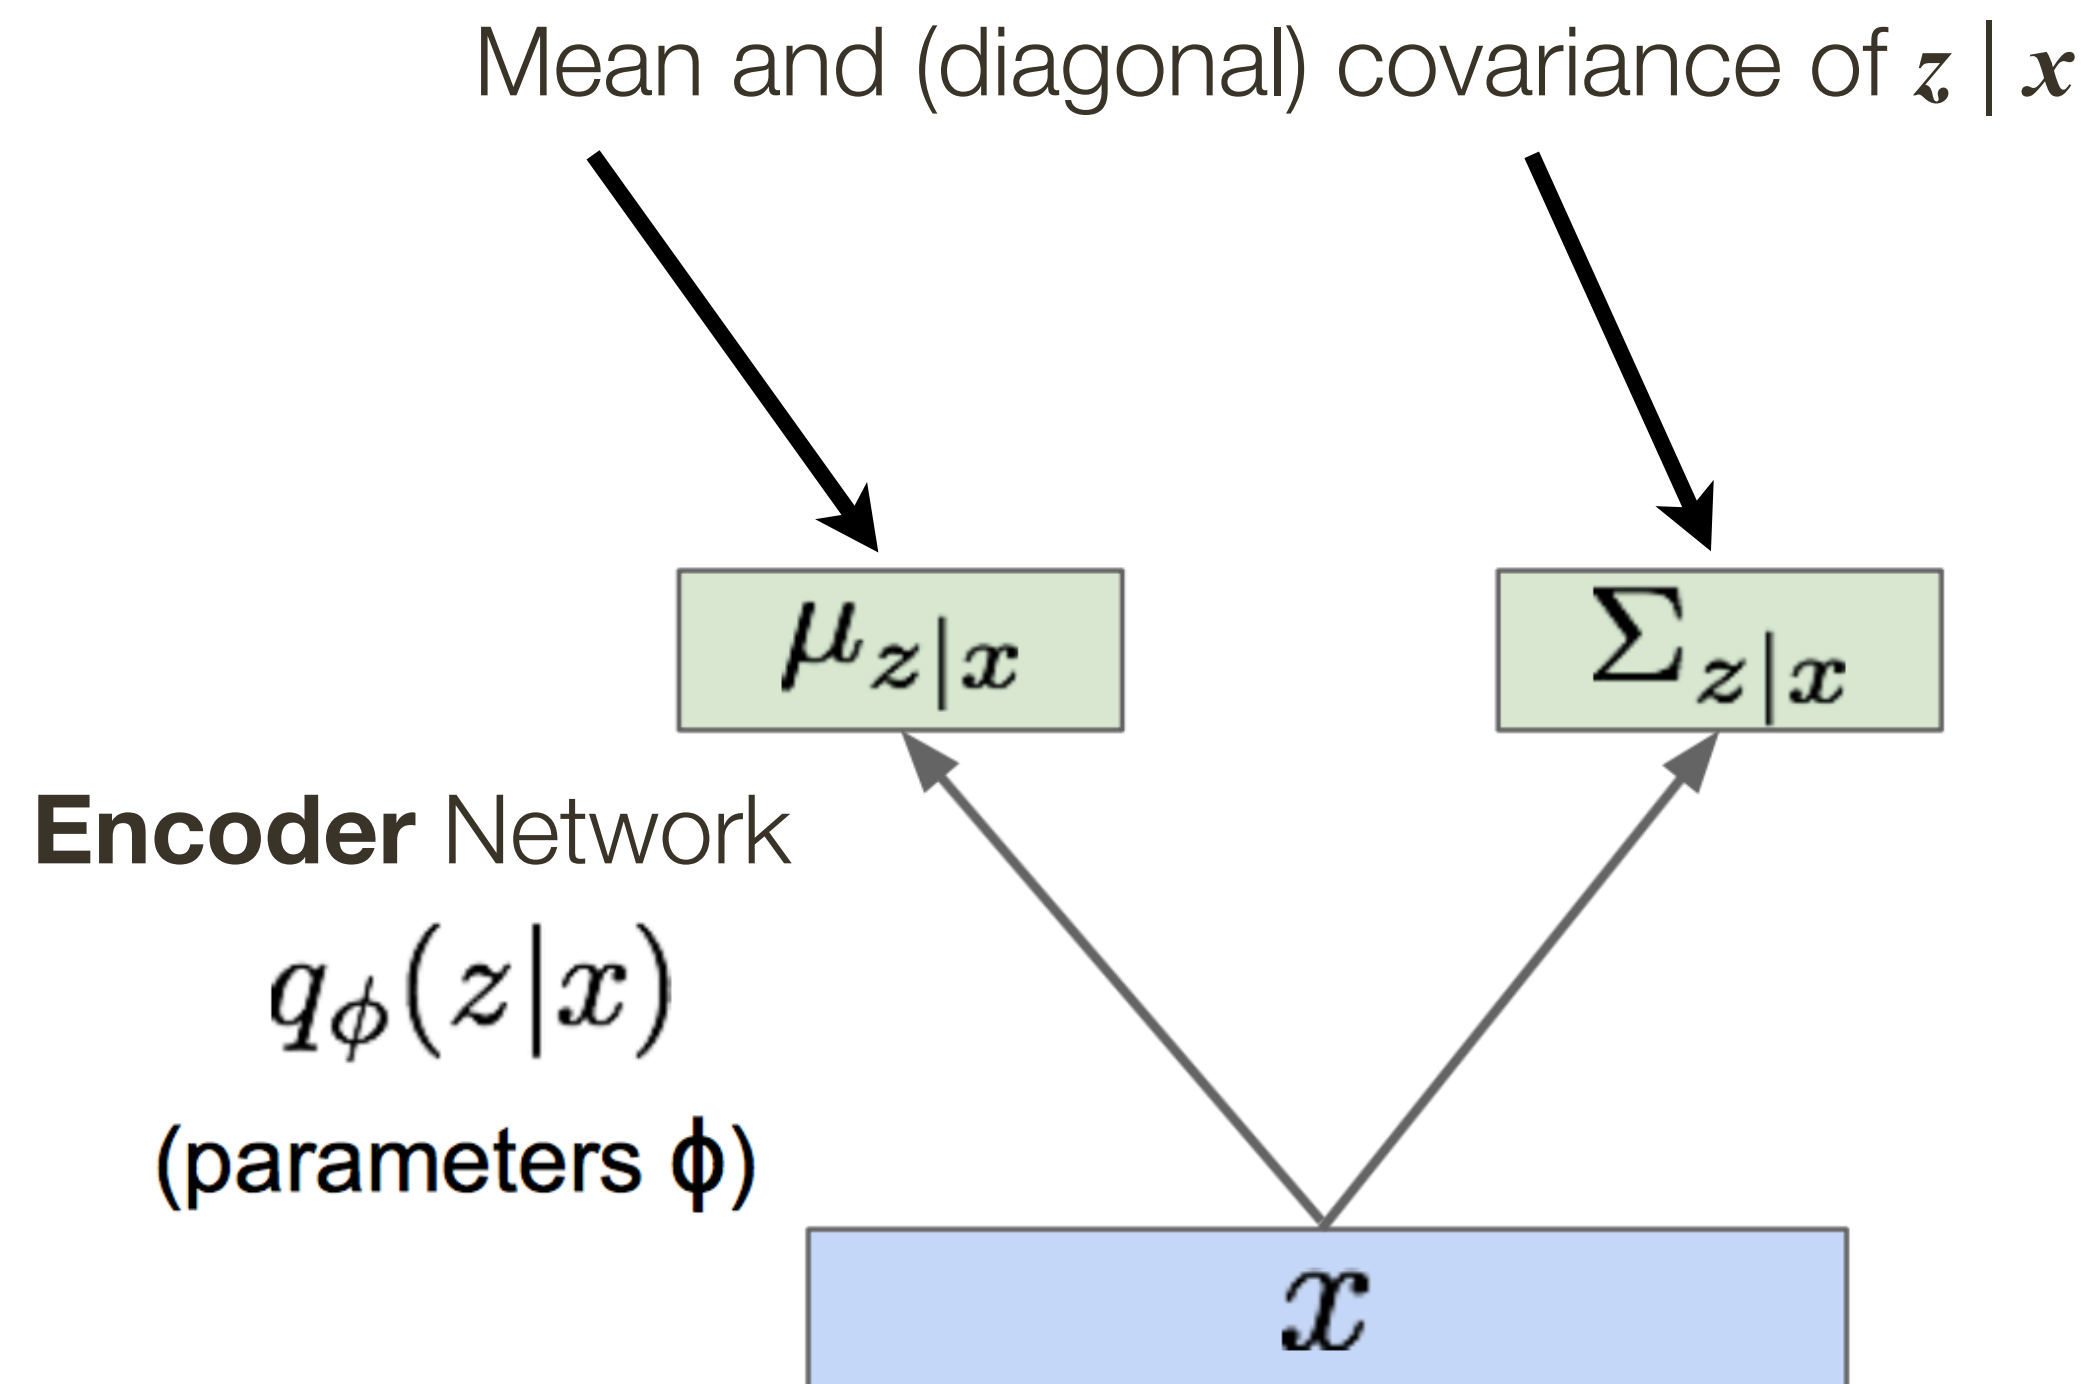 Mean and (diagonal) covariance of z | x
μz|x
Σz|x
Encoder Network
qϕ(z|x)
(parameters ϕ)
x